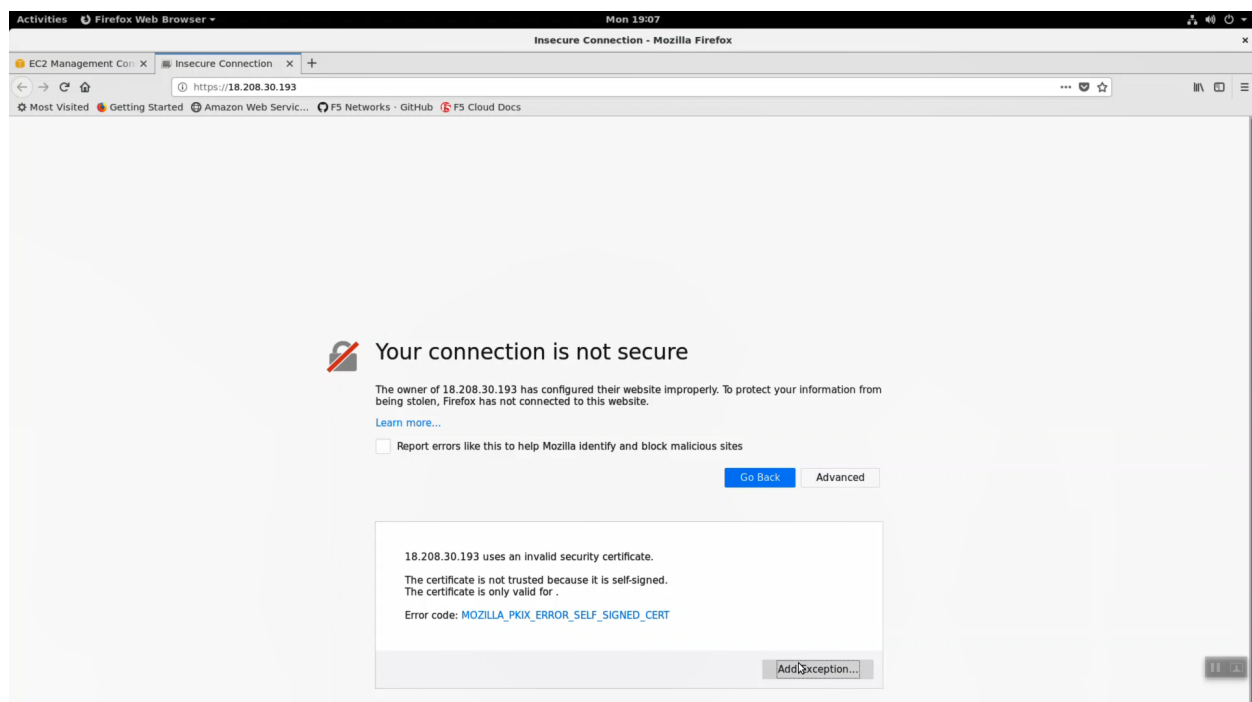 Activities Firefox Web Browser Mon 19:07
Insecure Connection - Mozilla Firefox
EC2 Management Con Insecure Connection
https://18.208.30.193
Most Visited Getting Started Amazon Web Servic... F5 Networks · GitHub F5 Cloud Docs
Your connection is not secure
The owner of 18.208.30.193 has configured their website improperly. To protect your information from
being stolen, Firefox has not connected to this website.
Learn more...
Report errors like this to help Mozilla identify and block malicious sites
Go Back Advanced
18.208.30.193 uses an invalid security certificate.
The certificate is not trusted because it is self-signed.
The certificate is only valid for .
Error code: MOZILLA_PKIX_ERROR_SELF_SIGNED_CERT
Add Exception...